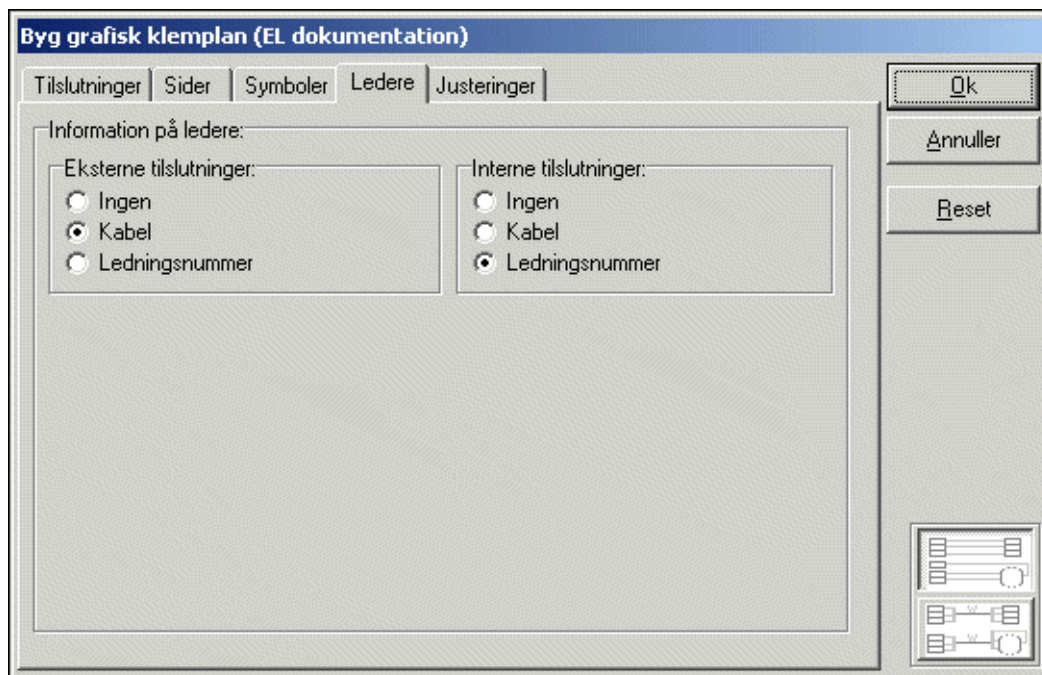 Byg grafisk klemplan (EL dokumentation)
Tilslutninger Sider Symboler Ledere Justeringer
Ok
Annuller
Reset
Information på ledere:
Eksterne tilslutninger:
Ingen
Kabel
Ledningsnummer
Interne tilslutninger:
Ingen
Kabel
Ledningsnummer
W
W